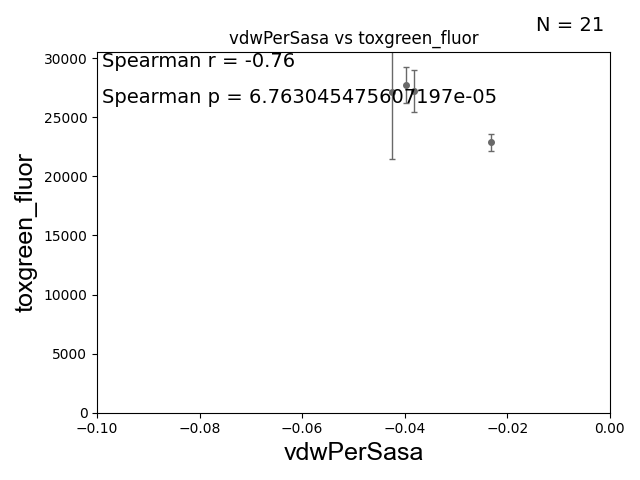 N = 21
vdwPerSasa vs toxgreen_fluor
Spearman r = -0.76
Spearman p = 6.763045475607197e-05
30000
25000
20000
15000
10000
5000
0
toxgreen_fluor
−0.10
−0.08
−0.06
−0.04
−0.02
0.00
vdwPerSasa